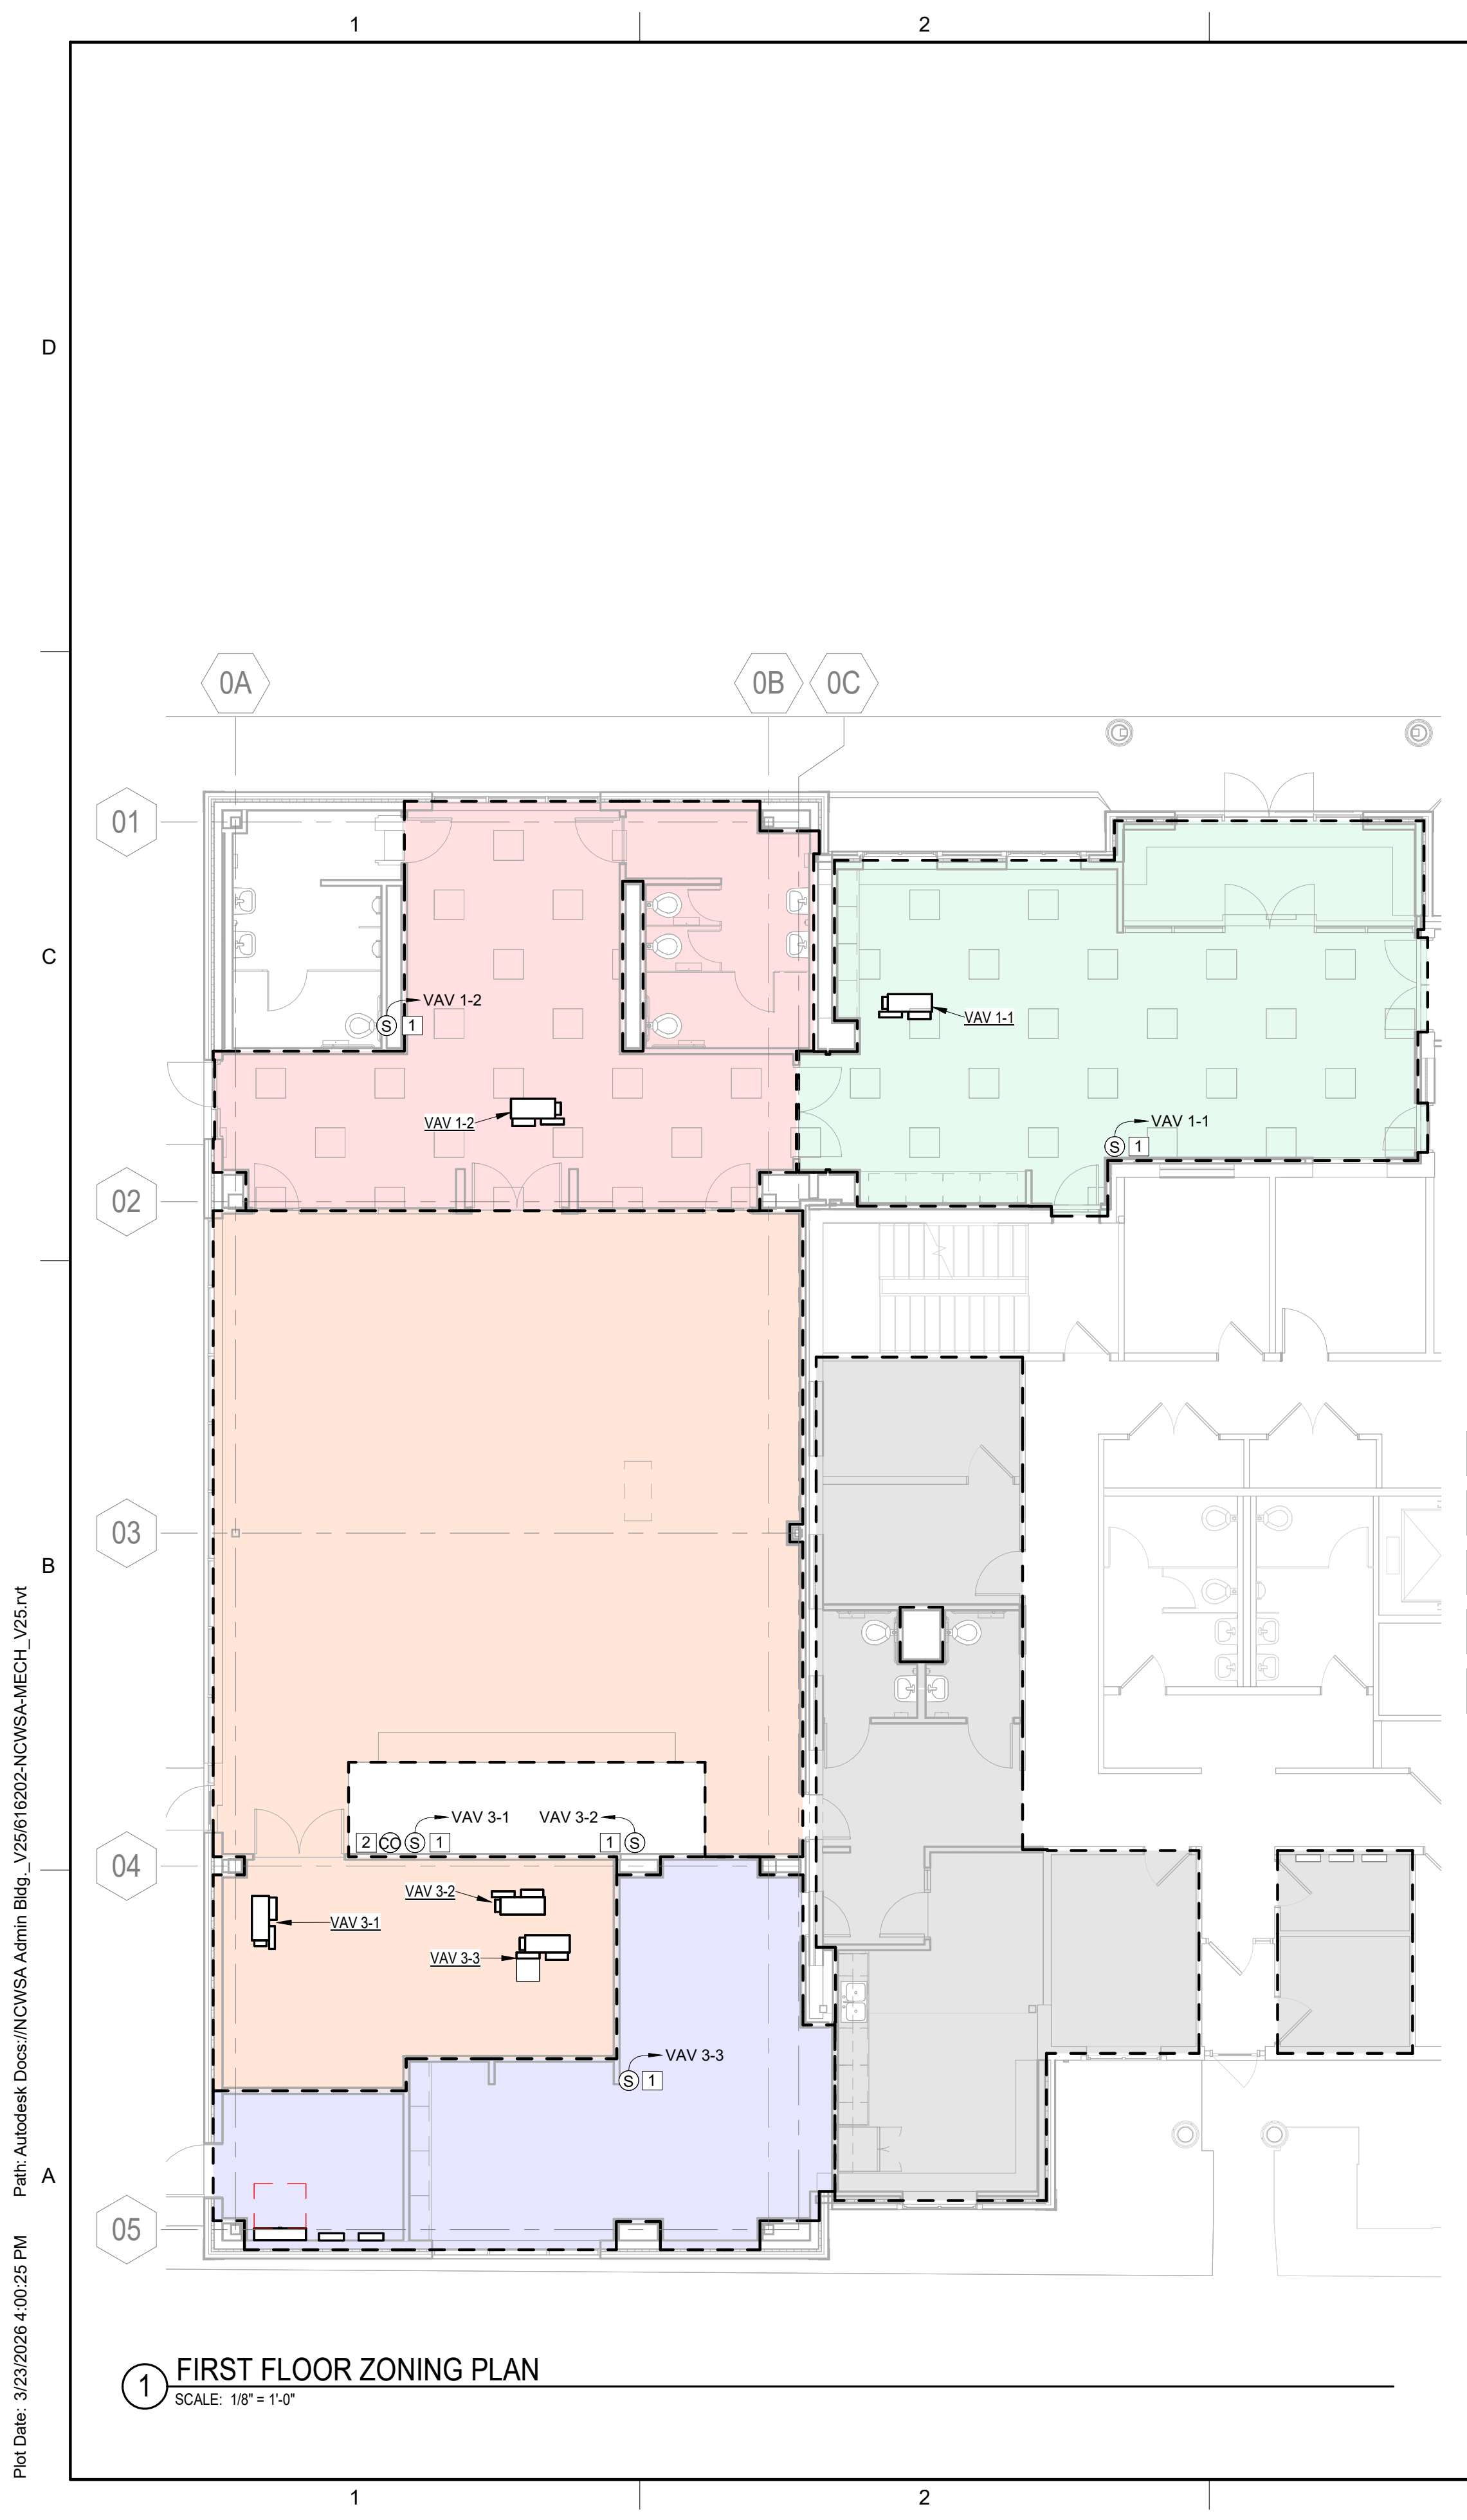 1
2
D
0A
0B
0C
01
C
VAV 1-2
S
1
VAV 1-1
VAV 1-2
VAV 1-1
S
1
02
03
B
VAV 3-1
VAV 3-2
2
CO
S
1
1
S
04
VAV 3-2
VAV 3-1
VAV 3-3
VAV 3-3
S
1
A
05
1
FIRST FLOOR ZONING PLAN
SCALE: 1/8" = 1'-0"
1
2
Plot Date: 3/23/2026 4:00:25 PM
Path: Autodesk Docs://NCWSA Admin Bldg._V25/616202-NCWSA-MECH_V25.rvt